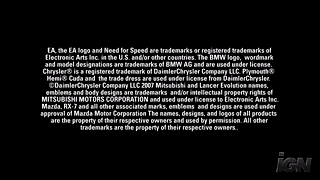 EA, the EA logo and Need for Speed are trademarks or registered trademarks of
Electronic Arts Inc. in the U.S. and/or other countries. The BMW logo, wordmark
and model designations are trademarks of BMW AG and are used under license.
Chrysler® is a registered trademark of DaimlerChrysler Company LLC. Plymouth®
Hemi® Cuda and the trade dress are used under license from DaimlerChrysler.
©DaimlerChrysler Company LLC 2007 Mitsubishi and Lancer Evolution names,
emblems and body designs are trademarks and/or intellectual property rights of
MITSUBISHI MOTORS CORPORATION and used under license to Electronic Arts Inc.
Mazda, RX-7 and all other associated marks, emblems and designs are used under
approval of Mazda Motor Corporation The names, designs, and logos of all products
are the property of their respective owners and used by permission. All other
trademarks are the property of their respective owners..
IGN